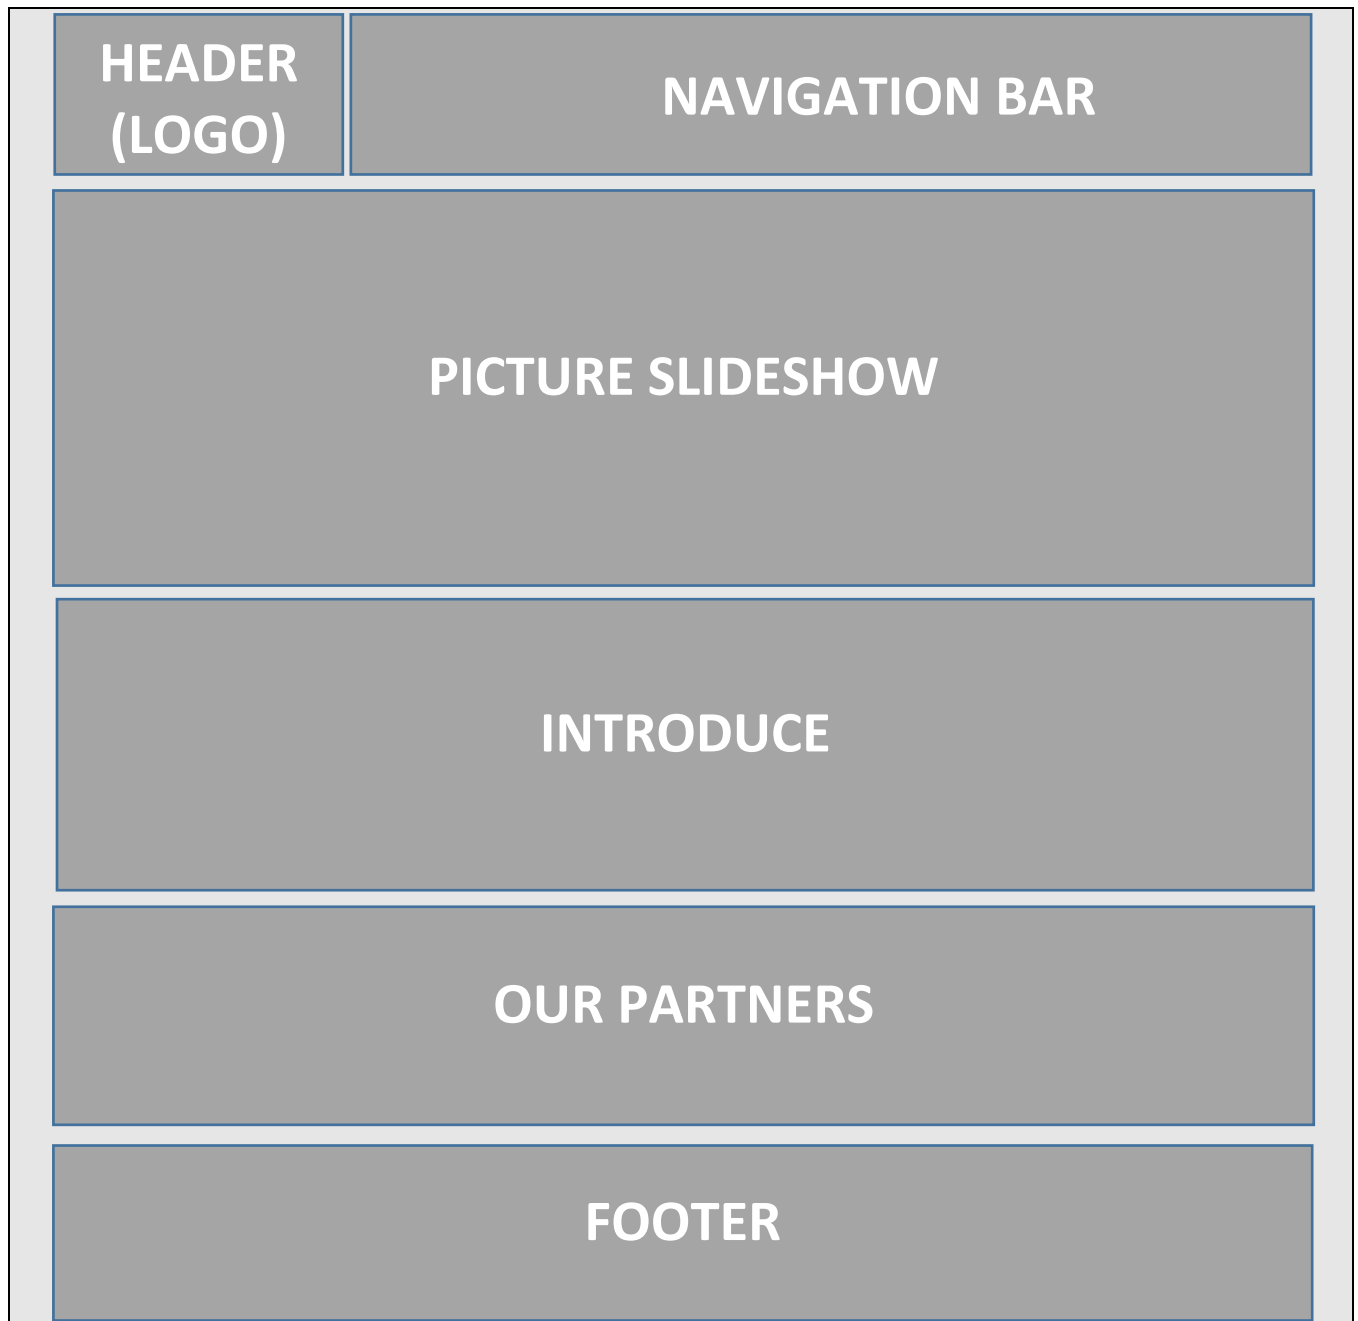 HEADER
(LOGO)
NAVIGATION BAR
PICTURE SLIDESHOW
INTRODUCE
OUR PARTNERS
FOOTER